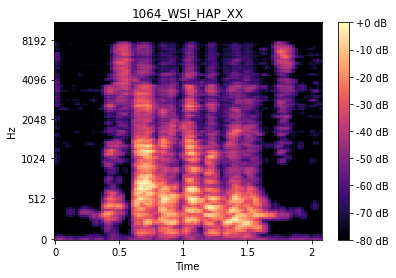 1064_WSI_HAP_XX
Hz
8192
4096
2048
1024
512
0
0
0.5
1
1.5
2
Time
+0 dB
-10 dB
-20 dB
-30 dB
-40 dB
-50 dB
-60 dB
-70 dB
-80 dB